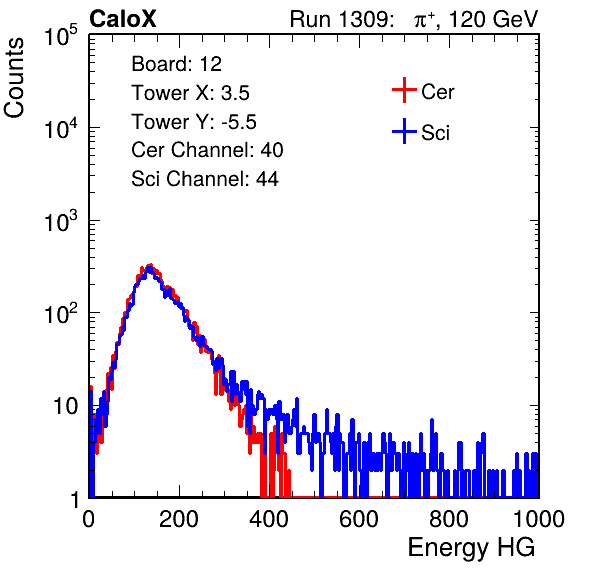 CaloX Run 1309: π⁺, 120 GeV
Board: 12
Tower X: 3.5
Tower Y: -5.5
Cer Channel: 40
Sci Channel: 44
Cer
Sci
Counts
10⁵
10⁴
10³
10²
10
1
0 200 400 600 800 1000
Energy HG